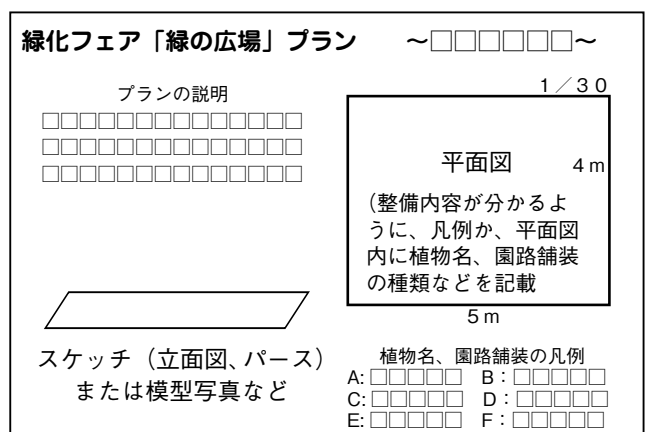 緑化フェア「緑の広場」プラン　～□□□□□□～
プランの説明
□□□□□□□□□□□□□□
□□□□□□□□□□□□□□
□□□□□□□□□□□□□□
1／30
平面図
4m
（整備内容が分かるよ
うに、凡例か、平面図
内に植物名、園路舗装
の種類などを記載
5m
スケッチ（立面図、パース）
または模型写真など
植物名、園路舗装の凡例
A:□□□□□　B：□□□□□
C:□□□□□　D：□□□□□
E:□□□□□　F：□□□□□